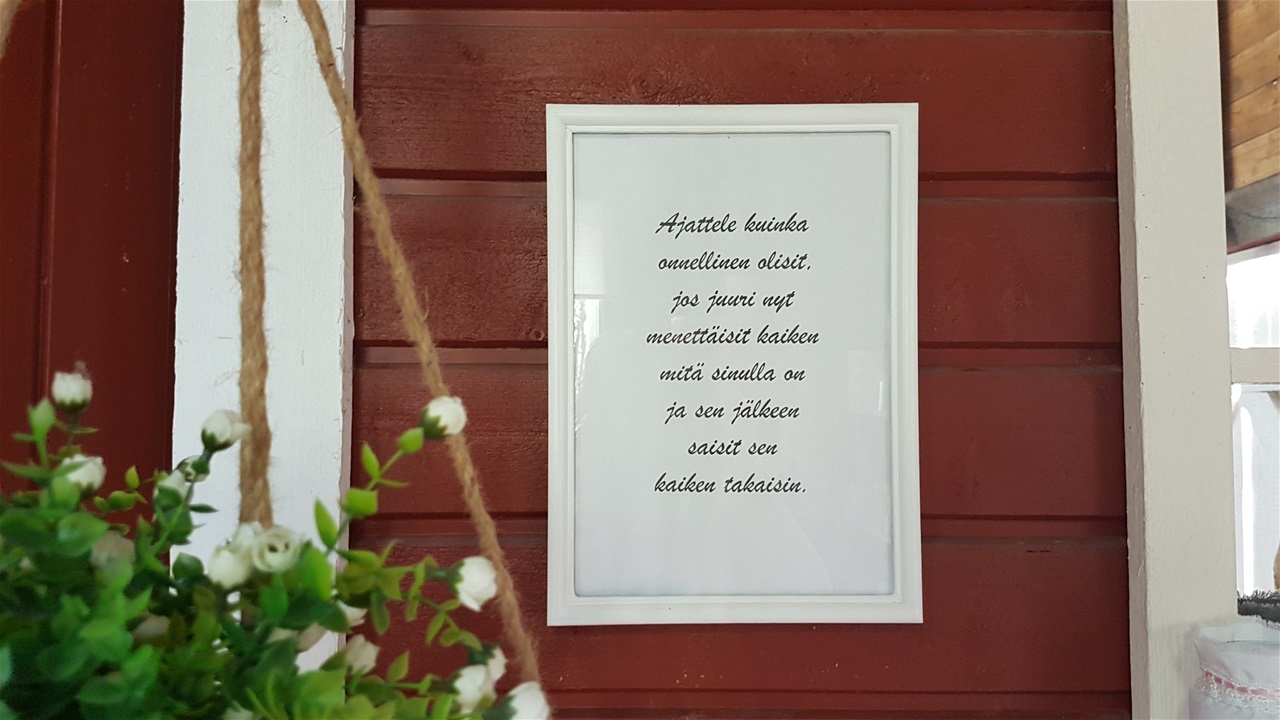 Ajattele kuinka
onnellinen olisit,
jos juuri nyt
menettäisit kaiken
mitä sinulla on
ja sen jälkeen
saisit sen
kaiken takaisin.